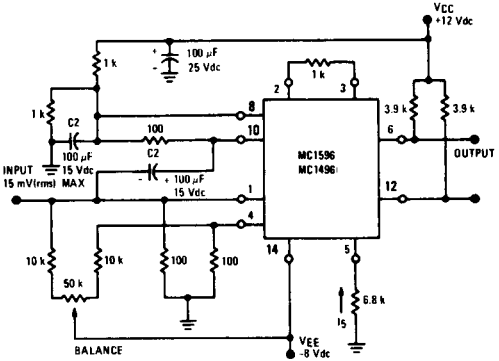 VCC
+12 Vdc
+
-
100 µF
25 Vdc
1 k
1 k
2
3
1 k
3.9 k
3.9 k
C2
100 µF
15 Vdc
+
-
8
100
10
6
MC1596
MC1496
OUTPUT
C2
- + 100 µF
15 Vdc
INPUT
15 mV(rms) MAX
1
12
4
14
5
10 k
10 k
50 k
100
100
I5
6.8 k
VEE
-8 Vdc
BALANCE